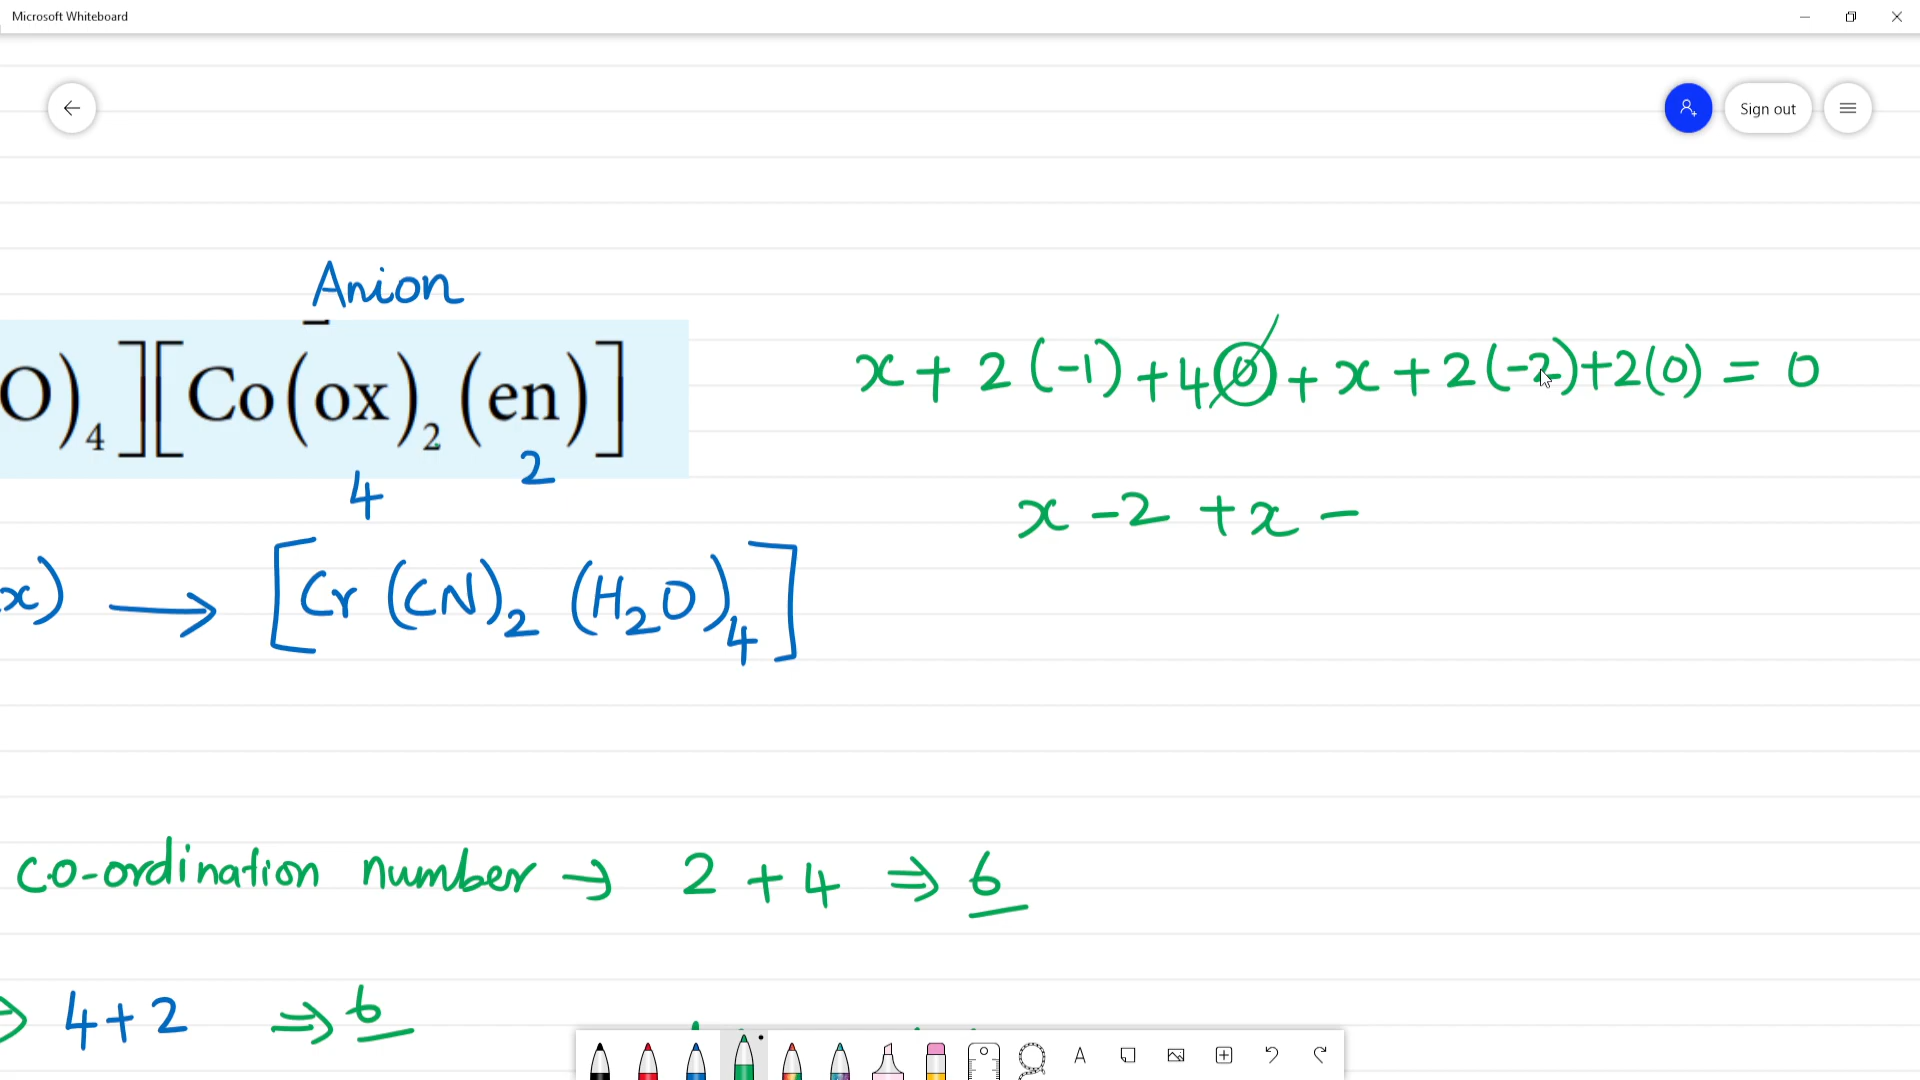 Microsoft Whiteboard
Sign out
Anion
O)₄][Co(ox)₂(en)]
4 2
x + 2(-1) + 4(0) + x + 2(-2) + 2(0) = 0
x - 2 + x -
x) → [Cr(CN)₂(H₂O)₄]
co-ordination number → 2 + 4 ⇒ 6
4+2 ⇒ 6
A